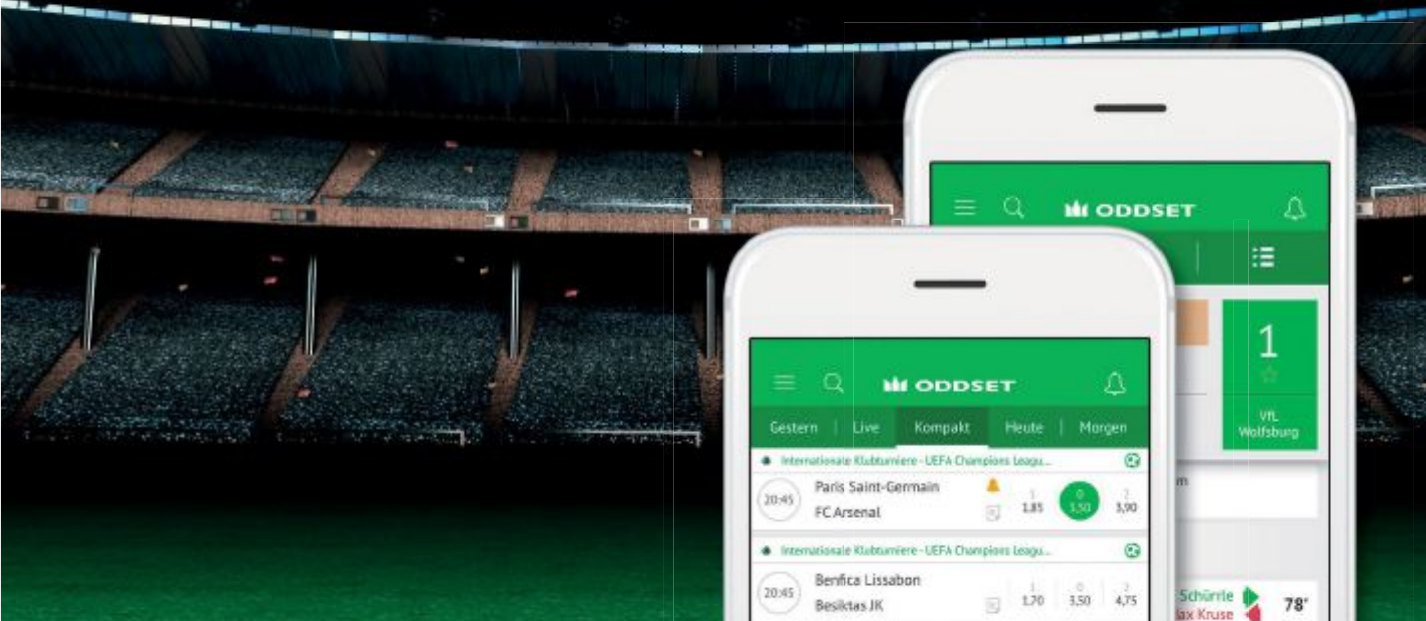 ODDSET
1
VfL
Wolfsburg
ODDSET
Gestern | Live Kompakt Heute | Morgen
Internationale Klubturniere - UEFA Champions Leagu...
20:45 Paris Saint-Germain
FC Arsenal
1 0 2
1,85 3,50 3,90
Internationale Klubturniere - UEFA Champions Leagu...
20:45 Benfica Lissabon
Besiktas JK
1 0 2
1,70 3,50 4,75
m
Schürrle
ax Kruse
78'